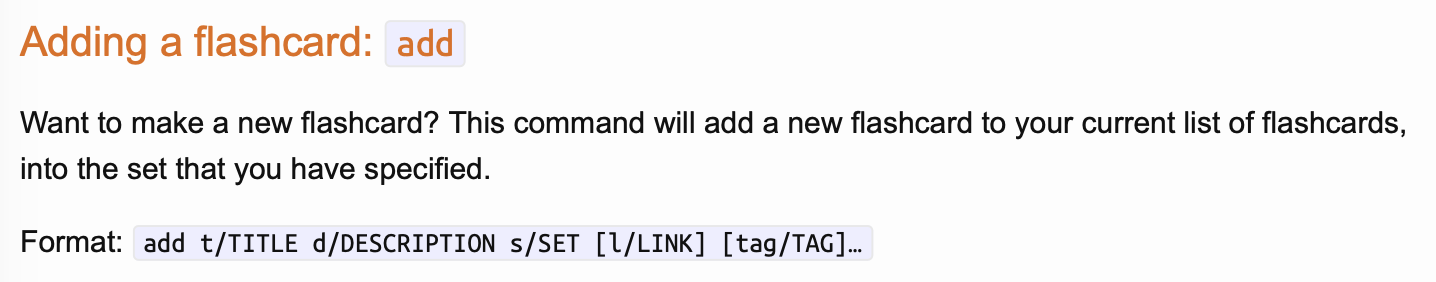 Adding a flashcard: add
Want to make a new flashcard? This command will add a new flashcard to your current list of flashcards,
into the set that you have specified.
Format: add t/TITLE d/DESCRIPTION s/SET [l/LINK] [tag/TAG]…